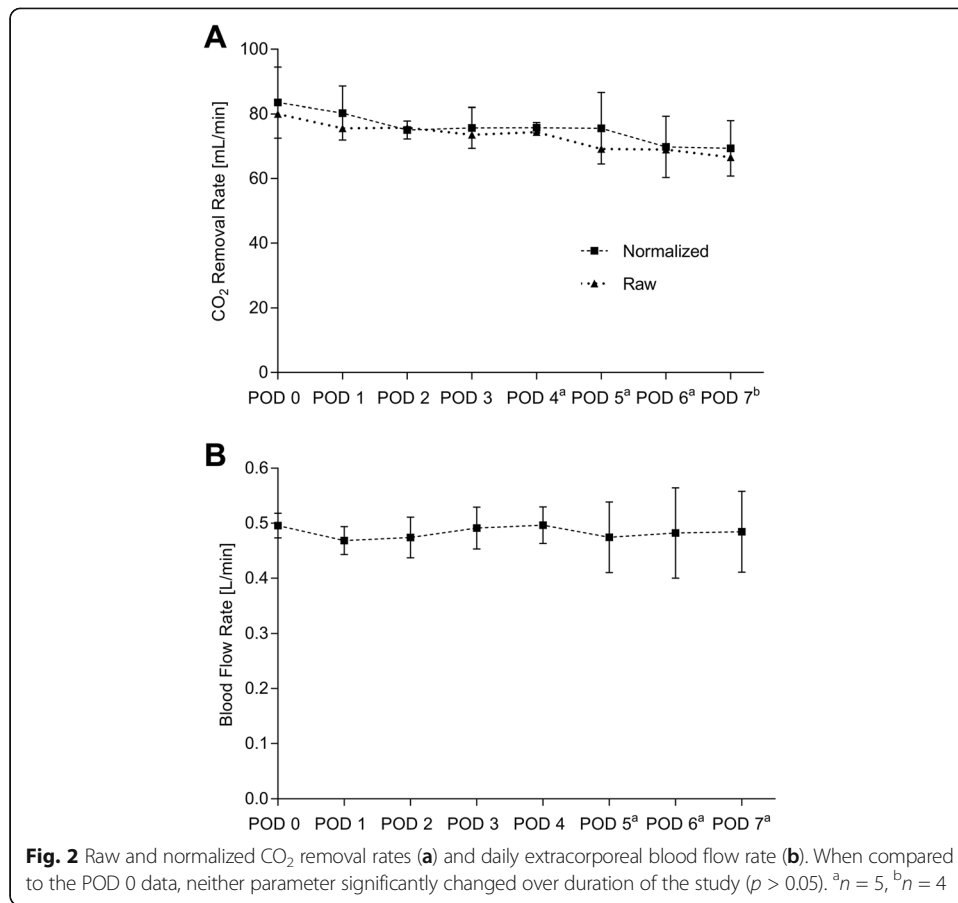 A
100
80
60
40
20
0
CO₂ Removal Rate [mL/min]
Normalized
Raw
POD 0 POD 1 POD 2 POD 3 POD 4ᵃ POD 5ᵃ POD 6ᵃ POD 7ᵇ
B
0.6
0.5
0.4
0.3
0.2
0.1
0.0
Blood Flow Rate [L/min]
POD 0 POD 1 POD 2 POD 3 POD 4 POD 5ᵃ POD 6ᵃ POD 7ᵃ
Fig. 2 Raw and normalized CO₂ removal rates (a) and daily extracorporeal blood flow rate (b). When compared
to the POD 0 data, neither parameter significantly changed over duration of the study (p > 0.05). ᵃn = 5, ᵇn = 4